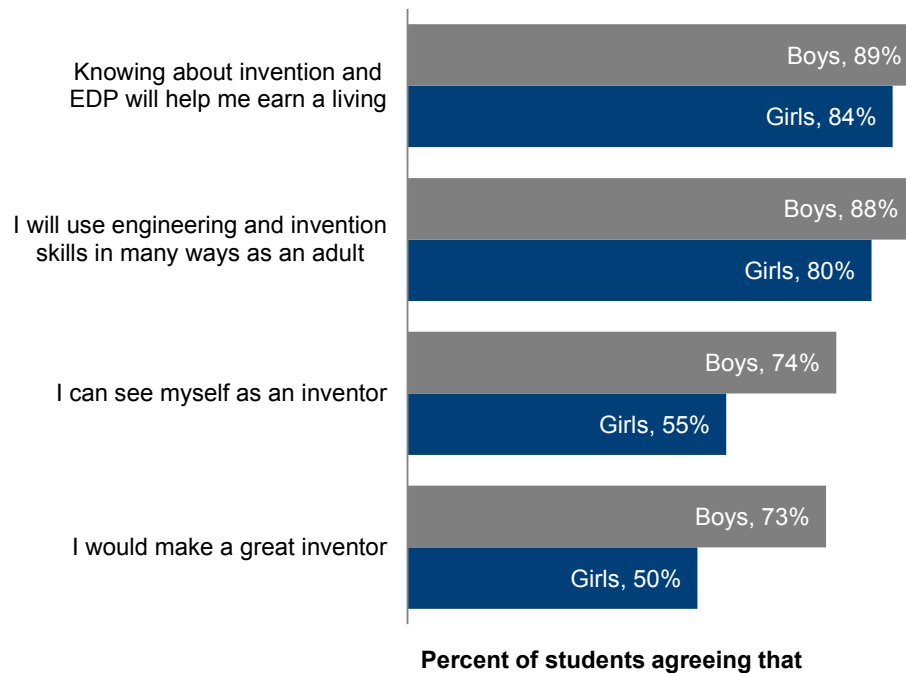 Knowing about invention and
EDP will help me earn a living
Boys, 89%
Girls, 84%
I will use engineering and invention
skills in many ways as an adult
Boys, 88%
Girls, 80%
I can see myself as an inventor
Boys, 74%
Girls, 55%
I would make a great inventor
Boys, 73%
Girls, 50%
Percent of students agreeing that